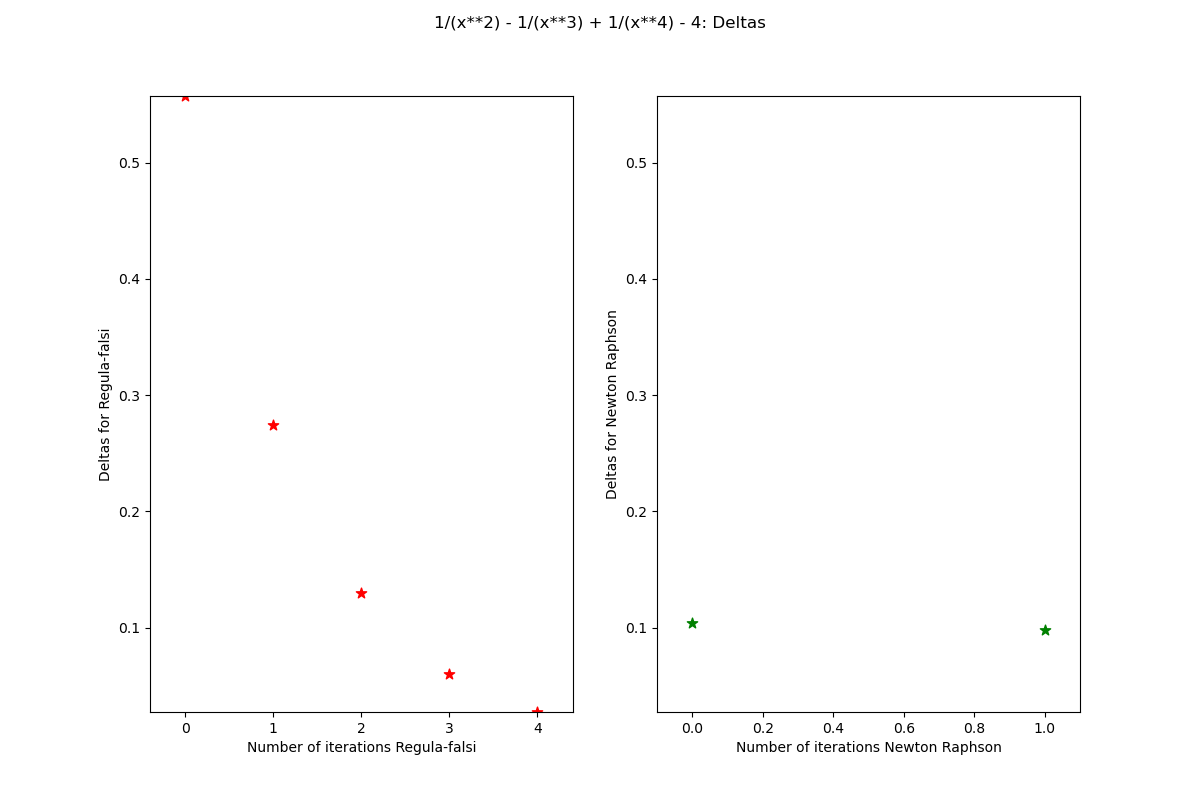 1/(x**2) - 1/(x**3) + 1/(x**4) - 4: Deltas
Deltas for Regula-falsi
0.5
0.4
0.3
0.2
0.1
0 1 2 3 4
Number of iterations Regula-falsi
Deltas for Newton Raphson
0.5
0.4
0.3
0.2
0.1
0.0 0.2 0.4 0.6 0.8 1.0
Number of iterations Newton Raphson